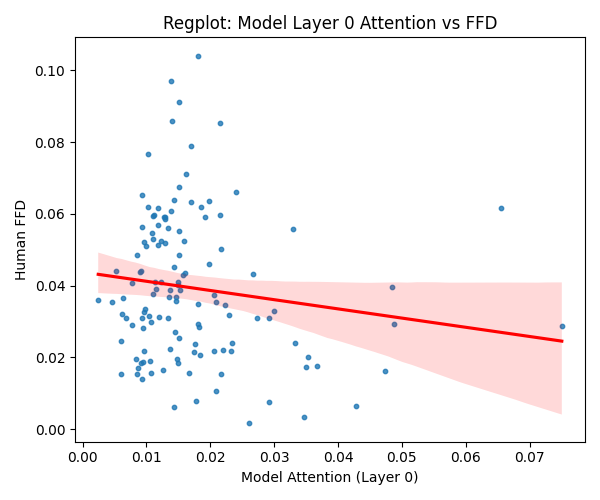 Regplot: Model Layer 0 Attention vs FFD
0.10
0.08
0.06
0.04
0.02
0.00
Human FFD
0.00 0.01 0.02 0.03 0.04 0.05 0.06 0.07
Model Attention (Layer 0)